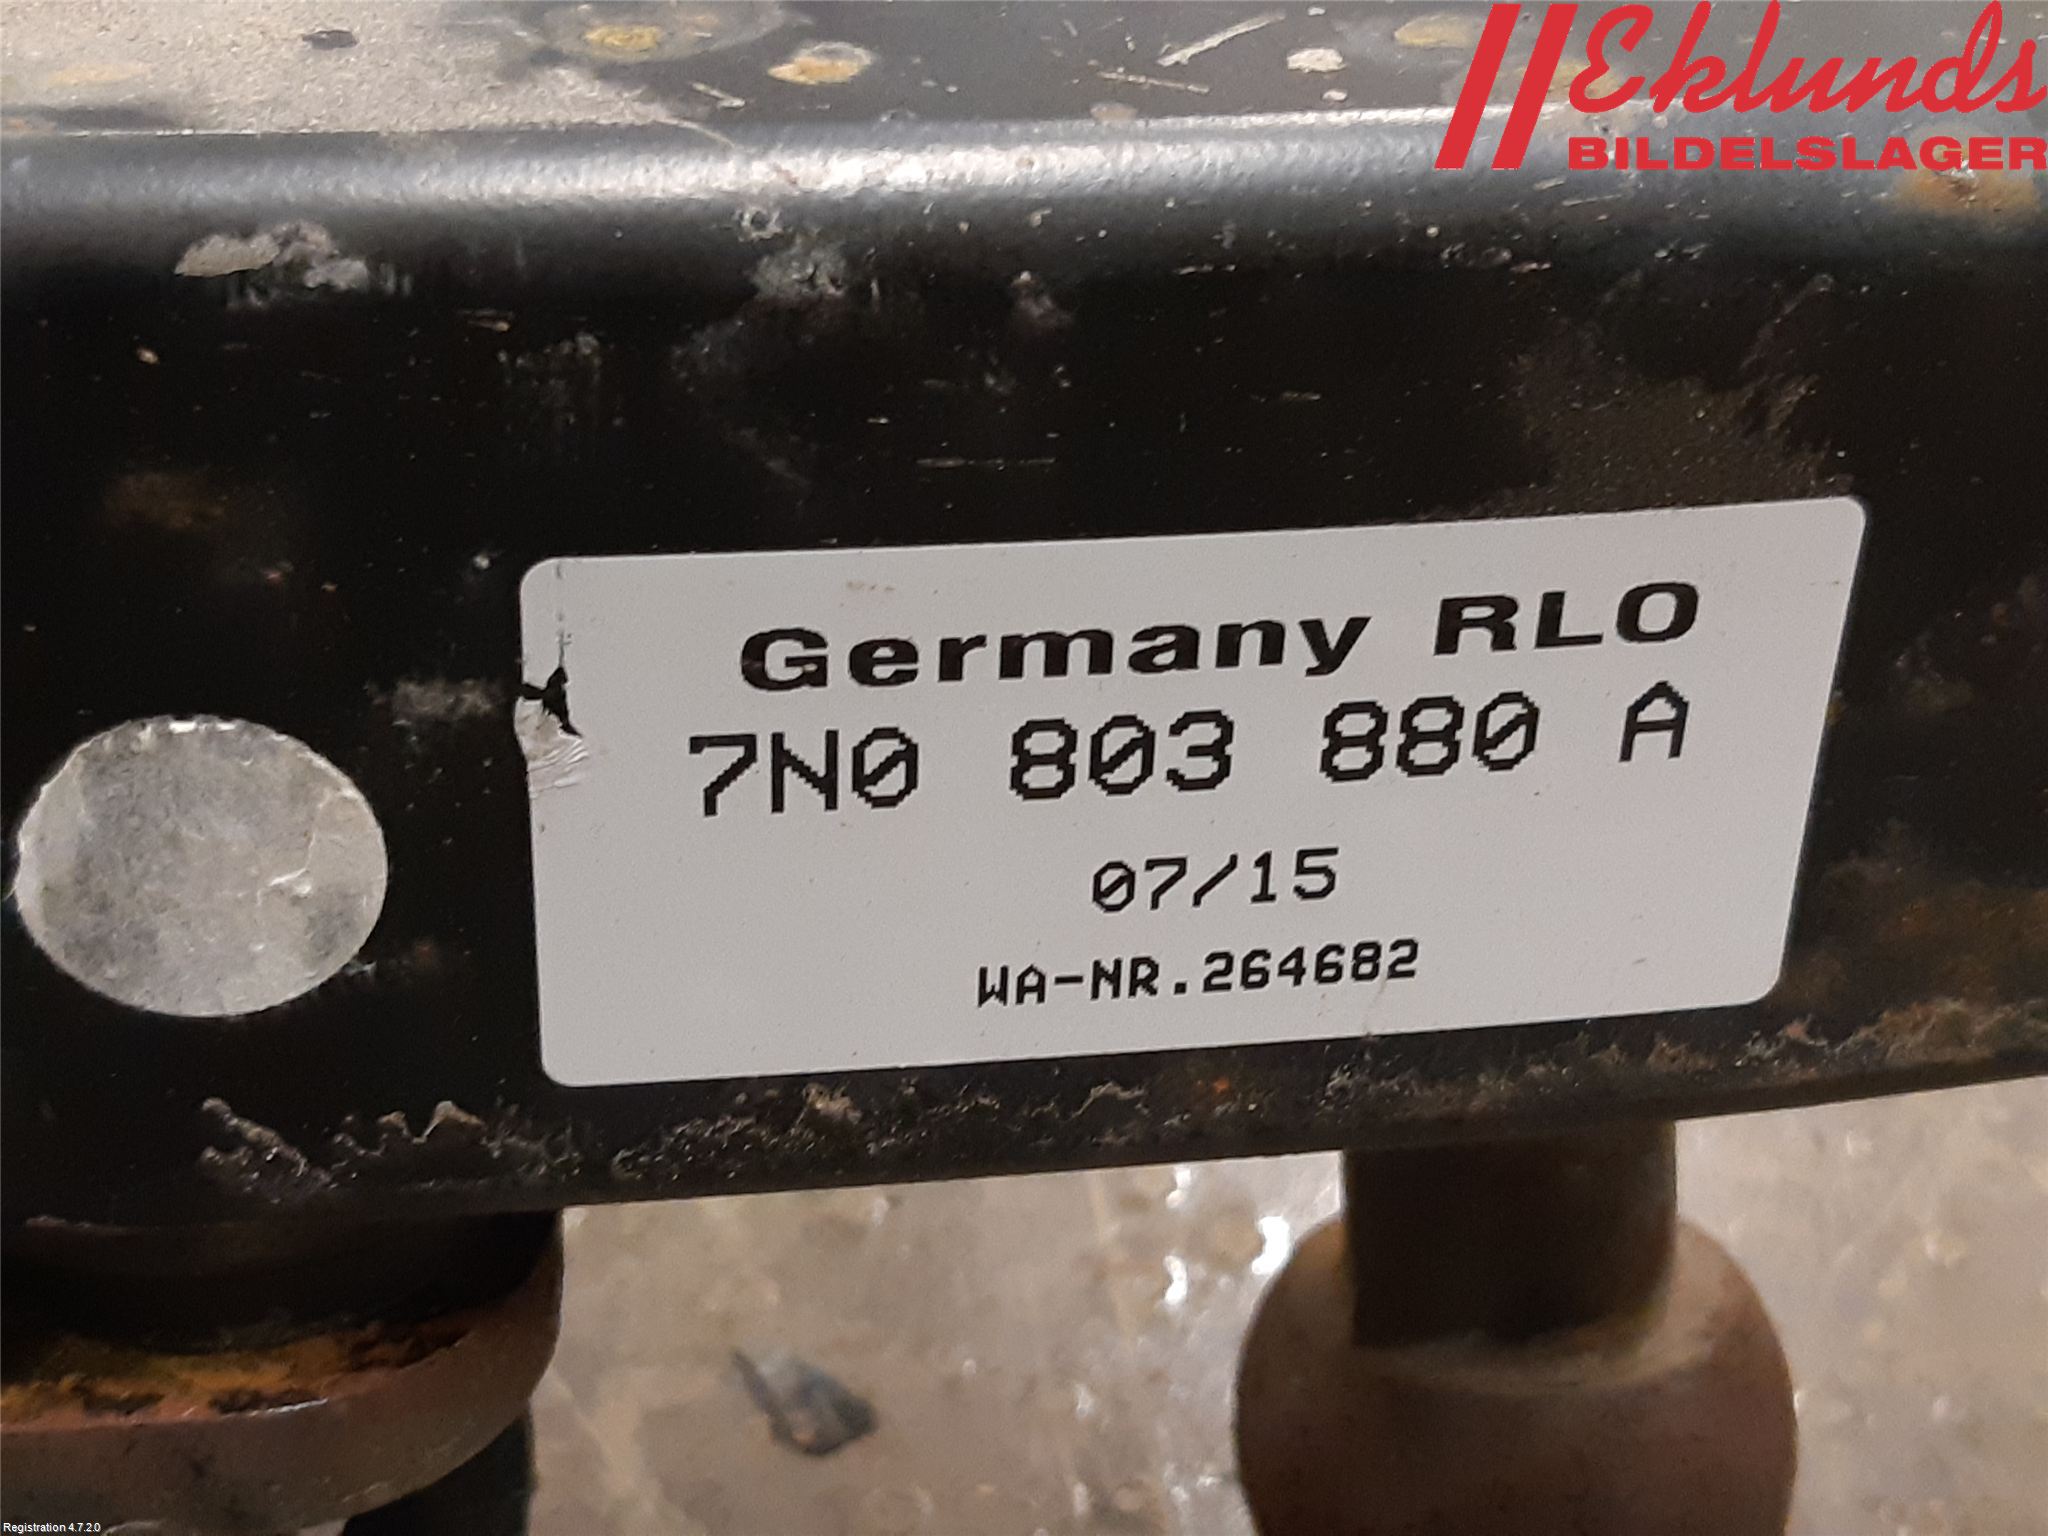 Eklunds
BILDELSLAGER
Germany RLO
7N0 803 880 A
07/15
WA-NR.264682
Registration 4.7.2.0